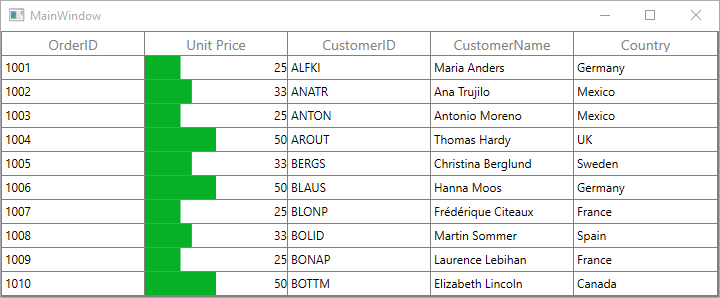 MainWindow
OrderID Unit Price CustomerID CustomerName Country
1001 25 ALFKI Maria Anders Germany
1002 33 ANATR Ana Trujilo Mexico
1003 25 ANTON Antonio Moreno Mexico
1004 50 AROUT Thomas Hardy UK
1005 33 BERGS Christina Berglund Sweden
1006 50 BLAUS Hanna Moos Germany
1007 25 BLONP Frédérique Citeaux France
1008 33 BOLID Martin Sommer Spain
1009 25 BONAP Laurence Lebihan France
1010 50 BOTTM Elizabeth Lincoln Canada